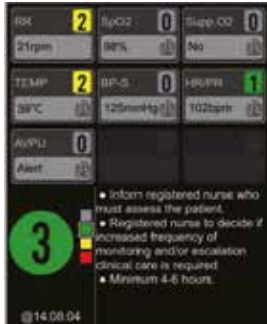 RR 2 SpO2 0 Supp.O2 0
21rpm 98% No
TEMP 2 BP-S 0 HR/PR 1
39°C 125mmHg 102bpm
AVPU 0
Alert
3
• Inform registered nurse who
must assess the patient.
• Registered nurse to decide if
increased frequency of
monitoring and/or escalation
clinical care is required
• Minimum 4-6 hours.
@14:08:04